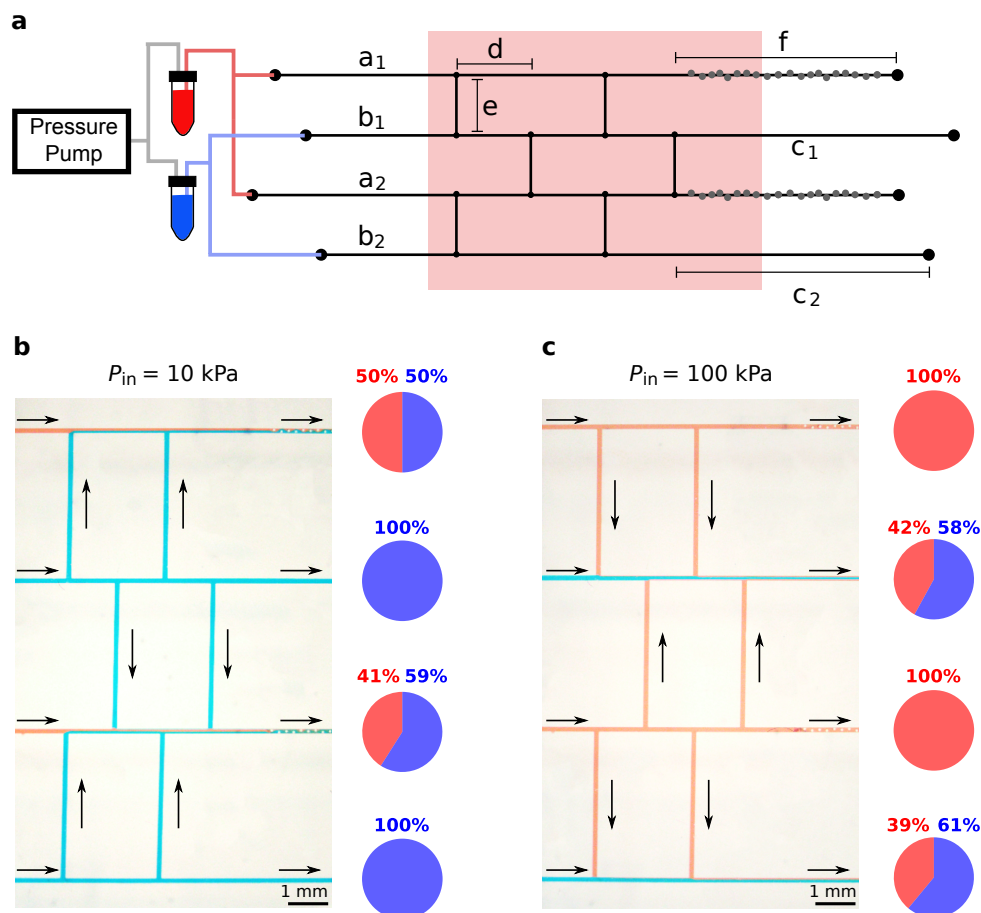 a
Pressure
Pump
a1
b1
a2
b2
d
e
f
c1
c2
b
Pin = 10 kPa
50% 50%
100%
41% 59%
100%
1 mm
c
Pin = 100 kPa
100%
42% 58%
100%
39% 61%
1 mm